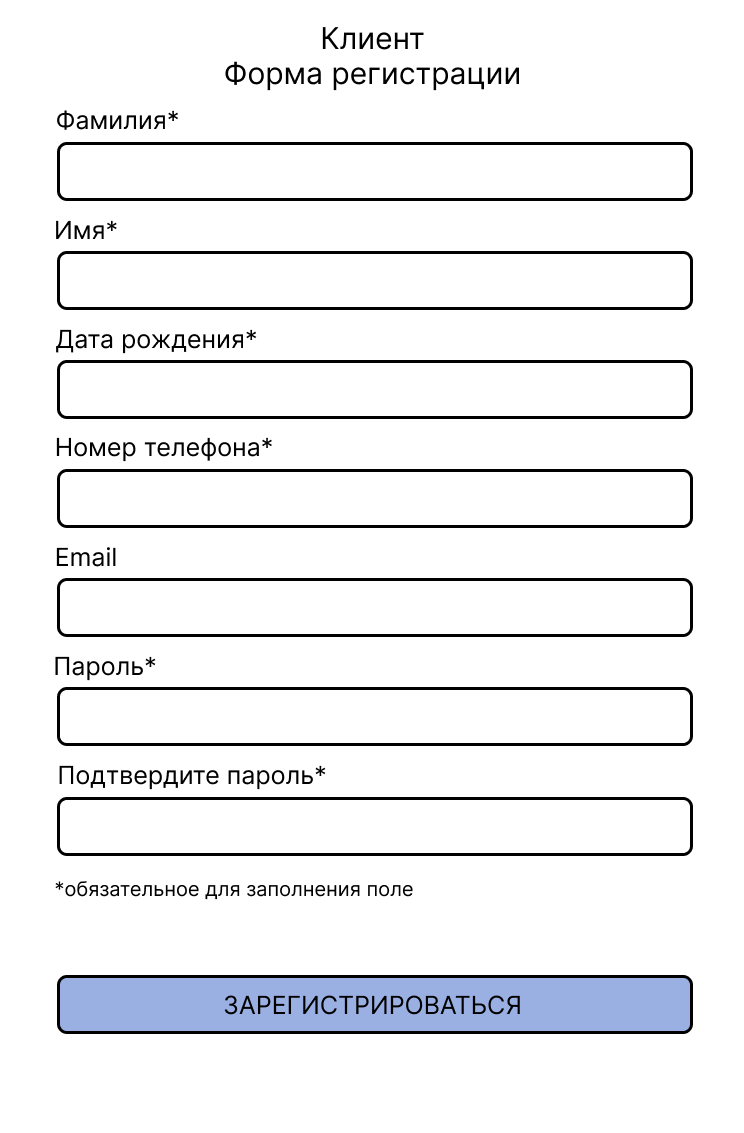 Клиент
Форма регистрации
Фамилия*
Имя*
Дата рождения*
Номер телефона*
Email
Пароль*
Подтвердите пароль*
*обязательное для заполнения поле
ЗАРЕГИСТРИРОВАТЬСЯ